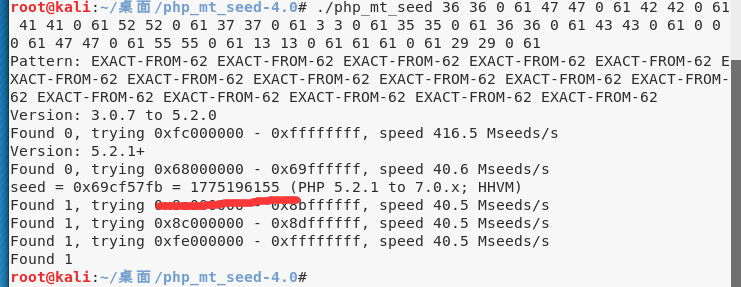 root@kali:~/桌面/php_mt_seed-4.0# ./php_mt_seed 36 36 0 61 47 47 0 61 42 42 0 61
41 41 0 61 52 52 0 61 37 37 0 61 3 3 0 61 35 35 0 61 36 36 0 61 43 43 0 61 0 0
0 61 47 47 0 61 55 55 0 61 13 13 0 61 61 61 0 61 29 29 0 61
Pattern: EXACT-FROM-62 EXACT-FROM-62 EXACT-FROM-62 EXACT-FROM-62 EXACT-FROM-62 E
XACT-FROM-62 EXACT-FROM-62 EXACT-FROM-62 EXACT-FROM-62 EXACT-FROM-62 EXACT-FROM-
62 EXACT-FROM-62 EXACT-FROM-62 EXACT-FROM-62 EXACT-FROM-62 EXACT-FROM-62
Version: 3.0.7 to 5.2.0
Found 0, trying 0xfc000000 - 0xffffffff, speed 416.5 Mseeds/s
Version: 5.2.1+
Found 0, trying 0x68000000 - 0x69ffffff, speed 40.6 Mseeds/s
seed = 0x69cf57fb = 1775196155 (PHP 5.2.1 to 7.0.x; HHVM)
Found 1, trying - 0x8bffffff, speed 40.5 Mseeds/s
Found 1, trying 0x8c000000 - 0x8dffffff, speed 40.5 Mseeds/s
Found 1, trying 0xfe000000 - 0xffffffff, speed 40.5 Mseeds/s
Found 1
root@kali:~/桌面/php_mt_seed-4.0#